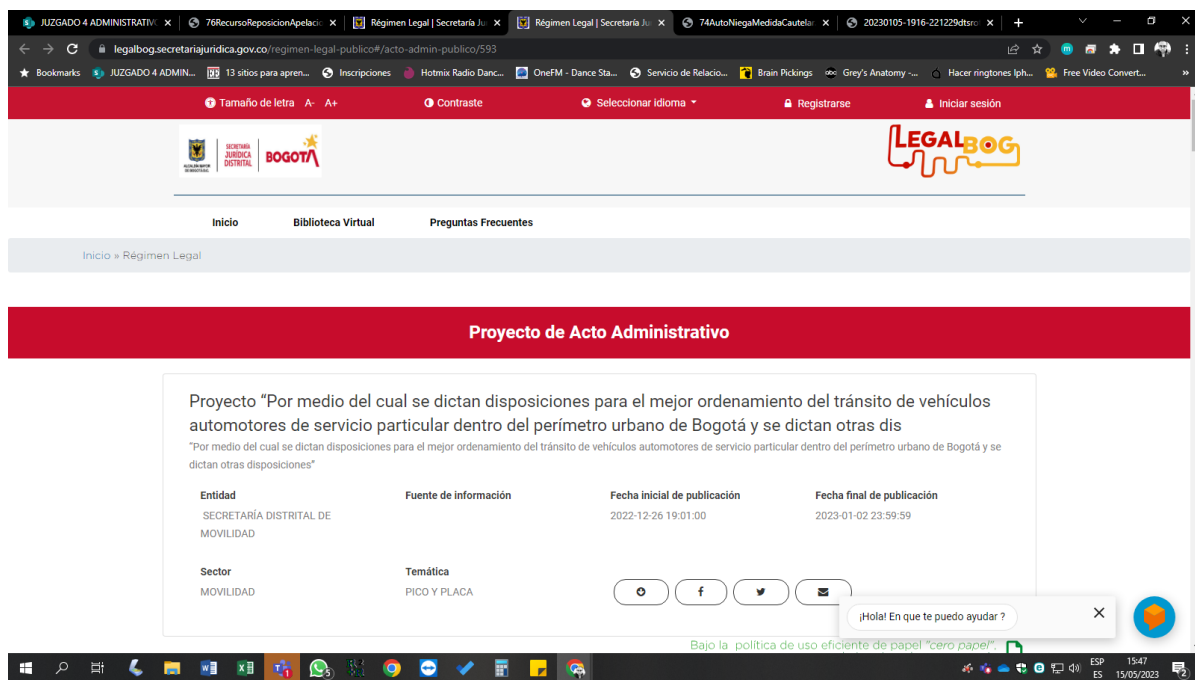 JUZGADO 4 ADMINISTRATIVO
76RecursoReposicionApelacio
Régimen Legal | Secretaría Ju
Régimen Legal | Secretaría Ju
74AutoNiegaMedidaCautelar
20230105-1916-221229dtsro
legalbog.secretariajuridica.gov.co/regimen-legal-publico#/acto-admin-publico/593
Bookmarks JUZGADO 4 ADMIN... 13 sitios para apren... Inscripciones Hotmix Radio Danc... OneFM - Dance Sta... Servicio de Relacio... Brain Pickings Grey's Anatomy -... Hacer ringtones Iph... Free Video Convert... »
Tamaño de letra A- A+ Contraste Seleccionar idioma Registrarse Iniciar sesión
ALCALDÍA MAYOR DE BOGOTÁ D.C.
SECRETARÍA
JURÍDICA
DISTRITAL
BOGOTÁ
LEGALBOG
Inicio Biblioteca Virtual Preguntas Frecuentes
Inicio » Régimen Legal
Proyecto de Acto Administrativo
Proyecto “Por medio del cual se dictan disposiciones para el mejor ordenamiento del tránsito de vehículos
automotores de servicio particular dentro del perímetro urbano de Bogotá y se dictan otras dis
“Por medio del cual se dictan disposiciones para el mejor ordenamiento del tránsito de vehículos automotores de servicio particular dentro del perímetro urbano de Bogotá y se
dictan otras disposiciones”
Entidad Fuente de información Fecha inicial de publicación Fecha final de publicación
SECRETARÍA DISTRITAL DE 2022-12-26 19:01:00 2023-01-02 23:59:59
MOVILIDAD
Sector Temática
MOVILIDAD PICO Y PLACA
¡Hola! En que te puedo ayudar ?
Bajo la política de uso eficiente de papel "cero papel",
ESP 15:47
ES 15/05/2023